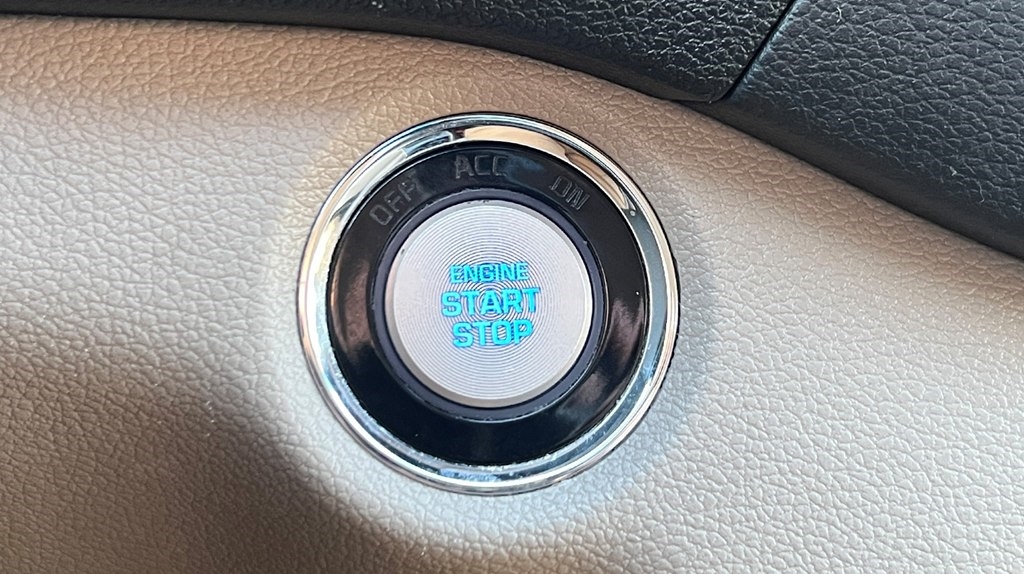 OFF ACC ON
ENGINE
START
STOP